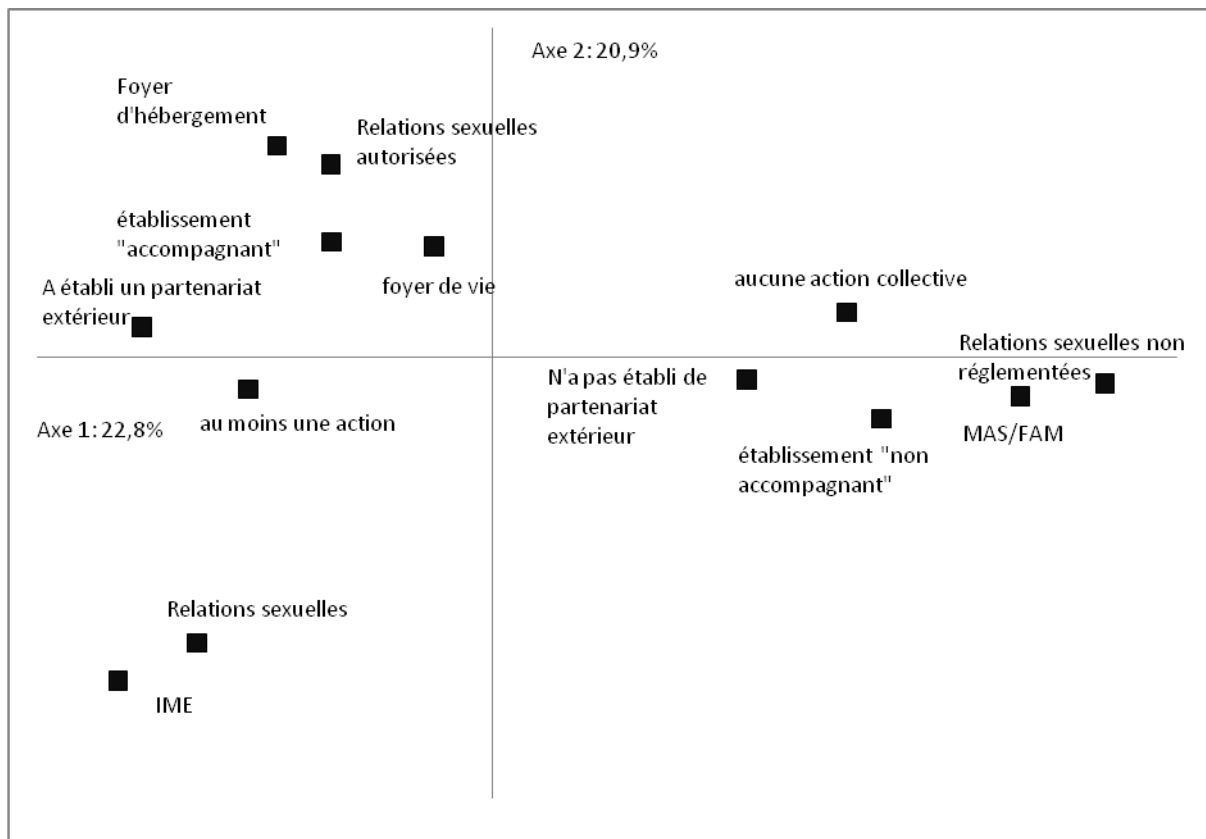 Axe 2: 20,9%
Foyer
d'hébergement
Relations sexuelles
autorisées
établissement
"accompagnant"
foyer de vie
A établi un partenariat
extérieur
aucune action collective
Relations sexuelles non
réglementées
N'a pas établi de
partenariat
extérieur
Axe 1: 22,8%
au moins une action
MAS/FAM
établissement "non
accompagnant"
Relations sexuelles
IME